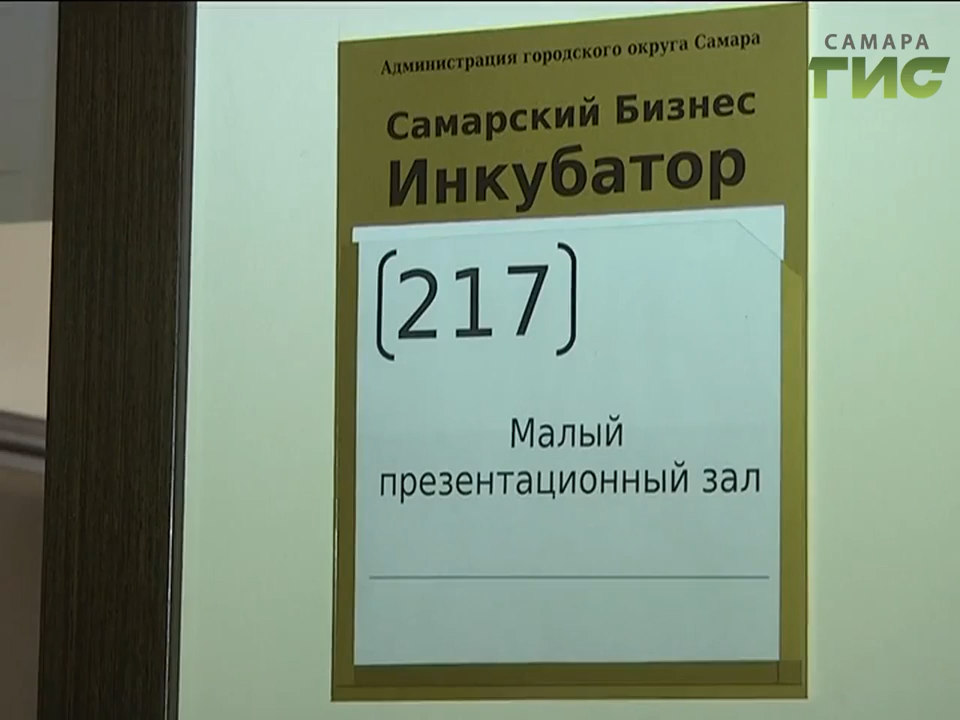 САМАРА
ГИС
Администрация городского округа Самара
Самарский Бизнес
Инкубатор
(217)
Малый
презентационный зал